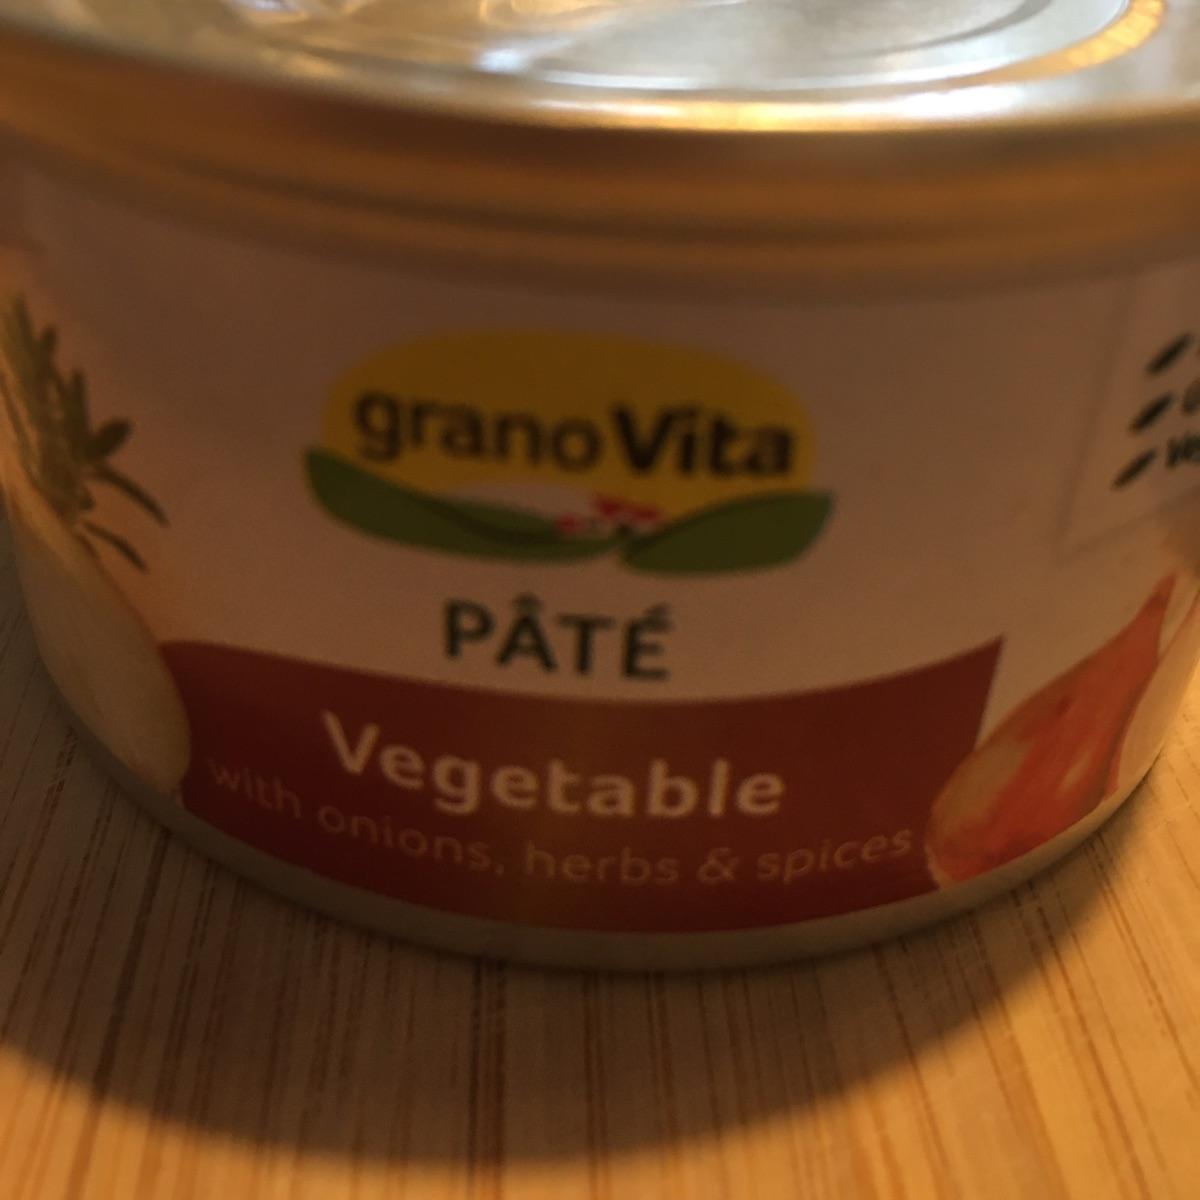 granoVita
PÂTÉ
Vegetable
with onions, herbs & spices